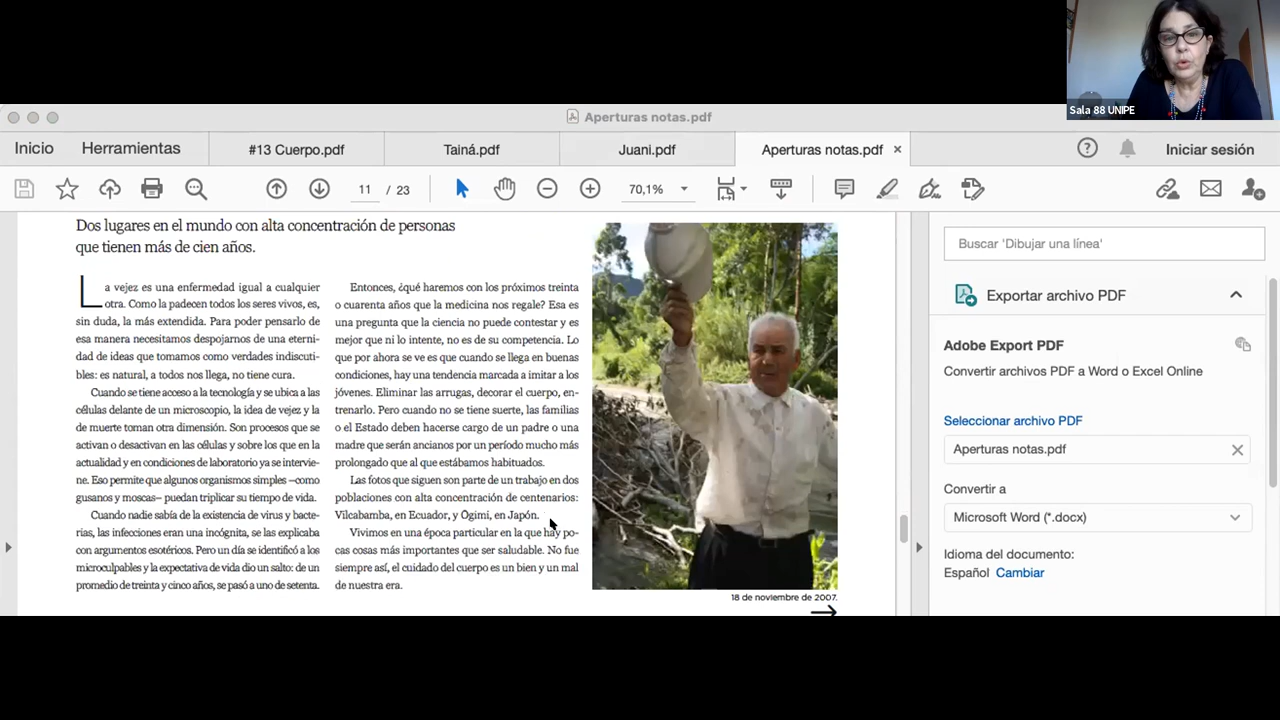 Sala 88 UNIPE
Aperturas notas.pdf
Inicio
Herramientas
#13 Cuerpo.pdf
Tainá.pdf
Juani.pdf
Aperturas notas.pdf
Iniciar sesión
11 / 23
70,1%
Dos lugares en el mundo con alta concentración de personas
que tienen más de cien años.
La vejez es una enfermedad igual a cualquier
otra. Como la padecen todos los seres vivos, es,
sin duda, la más extendida. Para poder pensarlo de
esa manera necesitamos despojarnos de una eterni-
dad de ideas que tomamos como verdades indiscuti-
bles: es natural, a todos nos llega, no tiene cura.
Cuando se tiene acceso a la tecnología y se ubica a las
células delante de un microscopio, la idea de vejez y la
de muerte toman otra dimensión. Son procesos que se
activan o desactivan en las células y sobre los que en la
actualidad y en condiciones de laboratorio ya se intervie-
ne. Eso permite que algunos organismos simples –como
gusanos y moscas– puedan triplicar su tiempo de vida.
Cuando nadie sabía de la existencia de virus y bacte-
rias, las infecciones eran una incógnita, se las explicaba
con argumentos esotéricos. Pero un día se identificó a los
microculpables y la expectativa de vida dio un salto: de un
promedio de treinta y cinco años, se pasó a uno de setenta.
Entonces, ¿qué haremos con los próximos treinta
o cuarenta años que la medicina nos regale? Esa es
una pregunta que la ciencia no puede contestar y es
mejor que ni lo intente, no es de su competencia. Lo
que por ahora se ve es que cuando se llega en buenas
condiciones, hay una tendencia marcada a imitar a los
jóvenes. Eliminar las arrugas, decorar el cuerpo, en-
trenarlo. Pero cuando no se tiene suerte, las familias
o el Estado deben hacerse cargo de un padre o una
madre que serán ancianos por un período mucho más
prolongado que al que estábamos habituados.
Las fotos que siguen son parte de un trabajo en dos
poblaciones con alta concentración de centenarios:
Vilcabamba, en Ecuador, y Ōgimi, en Japón.
Vivimos en una época particular en la que hay po-
cas cosas más importantes que ser saludable. No fue
siempre así, el cuidado del cuerpo es un bien y un mal
de nuestra era.
18 de noviembre de 2007.
Buscar 'Dibujar una línea'
Exportar archivo PDF
Adobe Export PDF
Convertir archivos PDF a Word o Excel Online
Seleccionar archivo PDF
Aperturas notas.pdf
Convertir a
Microsoft Word (*.docx)
Idioma del documento:
Español Cambiar